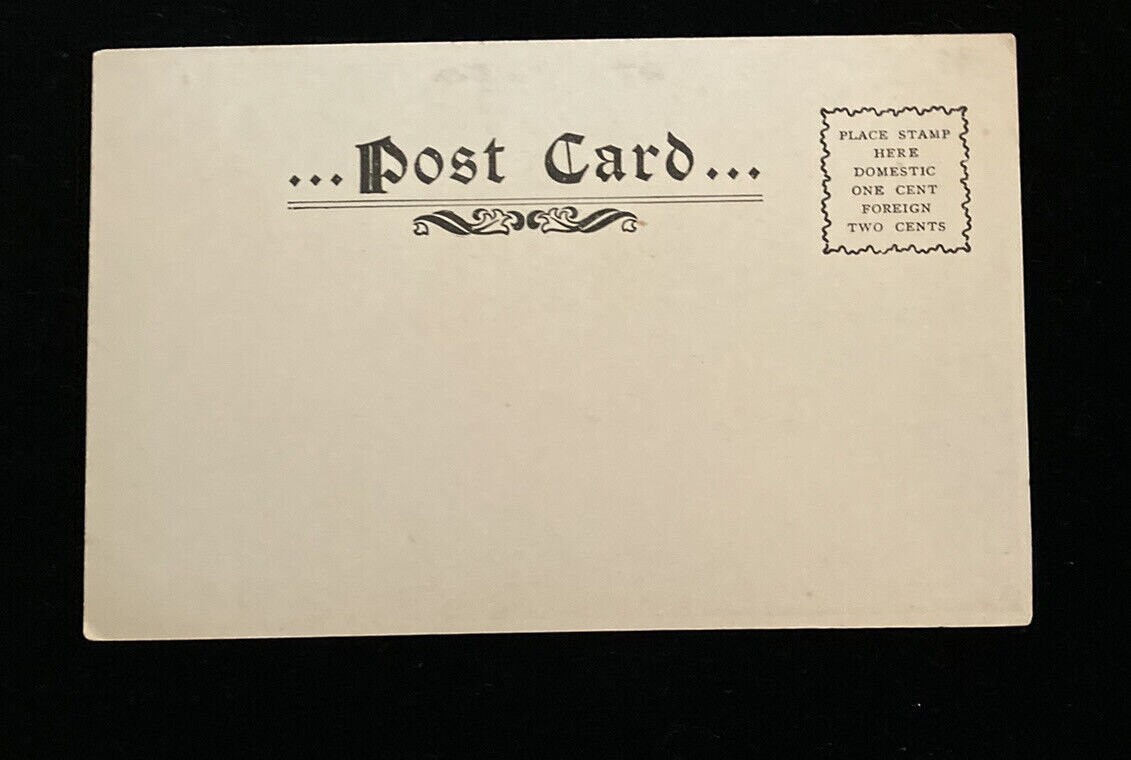 ...Post Card...
PLACE STAMP
HERE
DOMESTIC
ONE CENT
FOREIGN
TWO CENTS